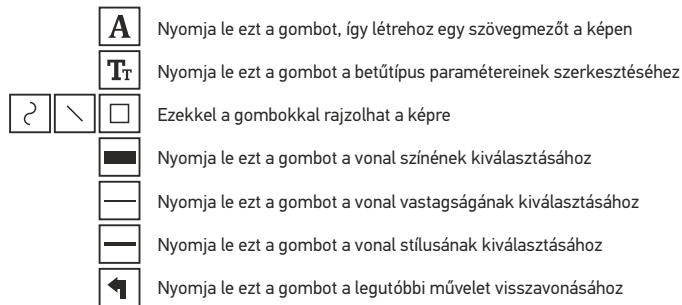 A Nyomja le ezt a gombot, így létrehoz egy szövegmezőt a képen
TT Nyomja le ezt a gombot a betűtípus paramétereinek szerkesztéséhez
Ezekkel a gombokkal rajzolhat a képre
Nyomja le ezt a gombot a vonal színének kiválasztásához
Nyomja le ezt a gombot a vonal vastagságának kiválasztásához
Nyomja le ezt a gombot a vonal stílusának kiválasztásához
Nyomja le ezt a gombot a legutóbbi művelet visszavonásához